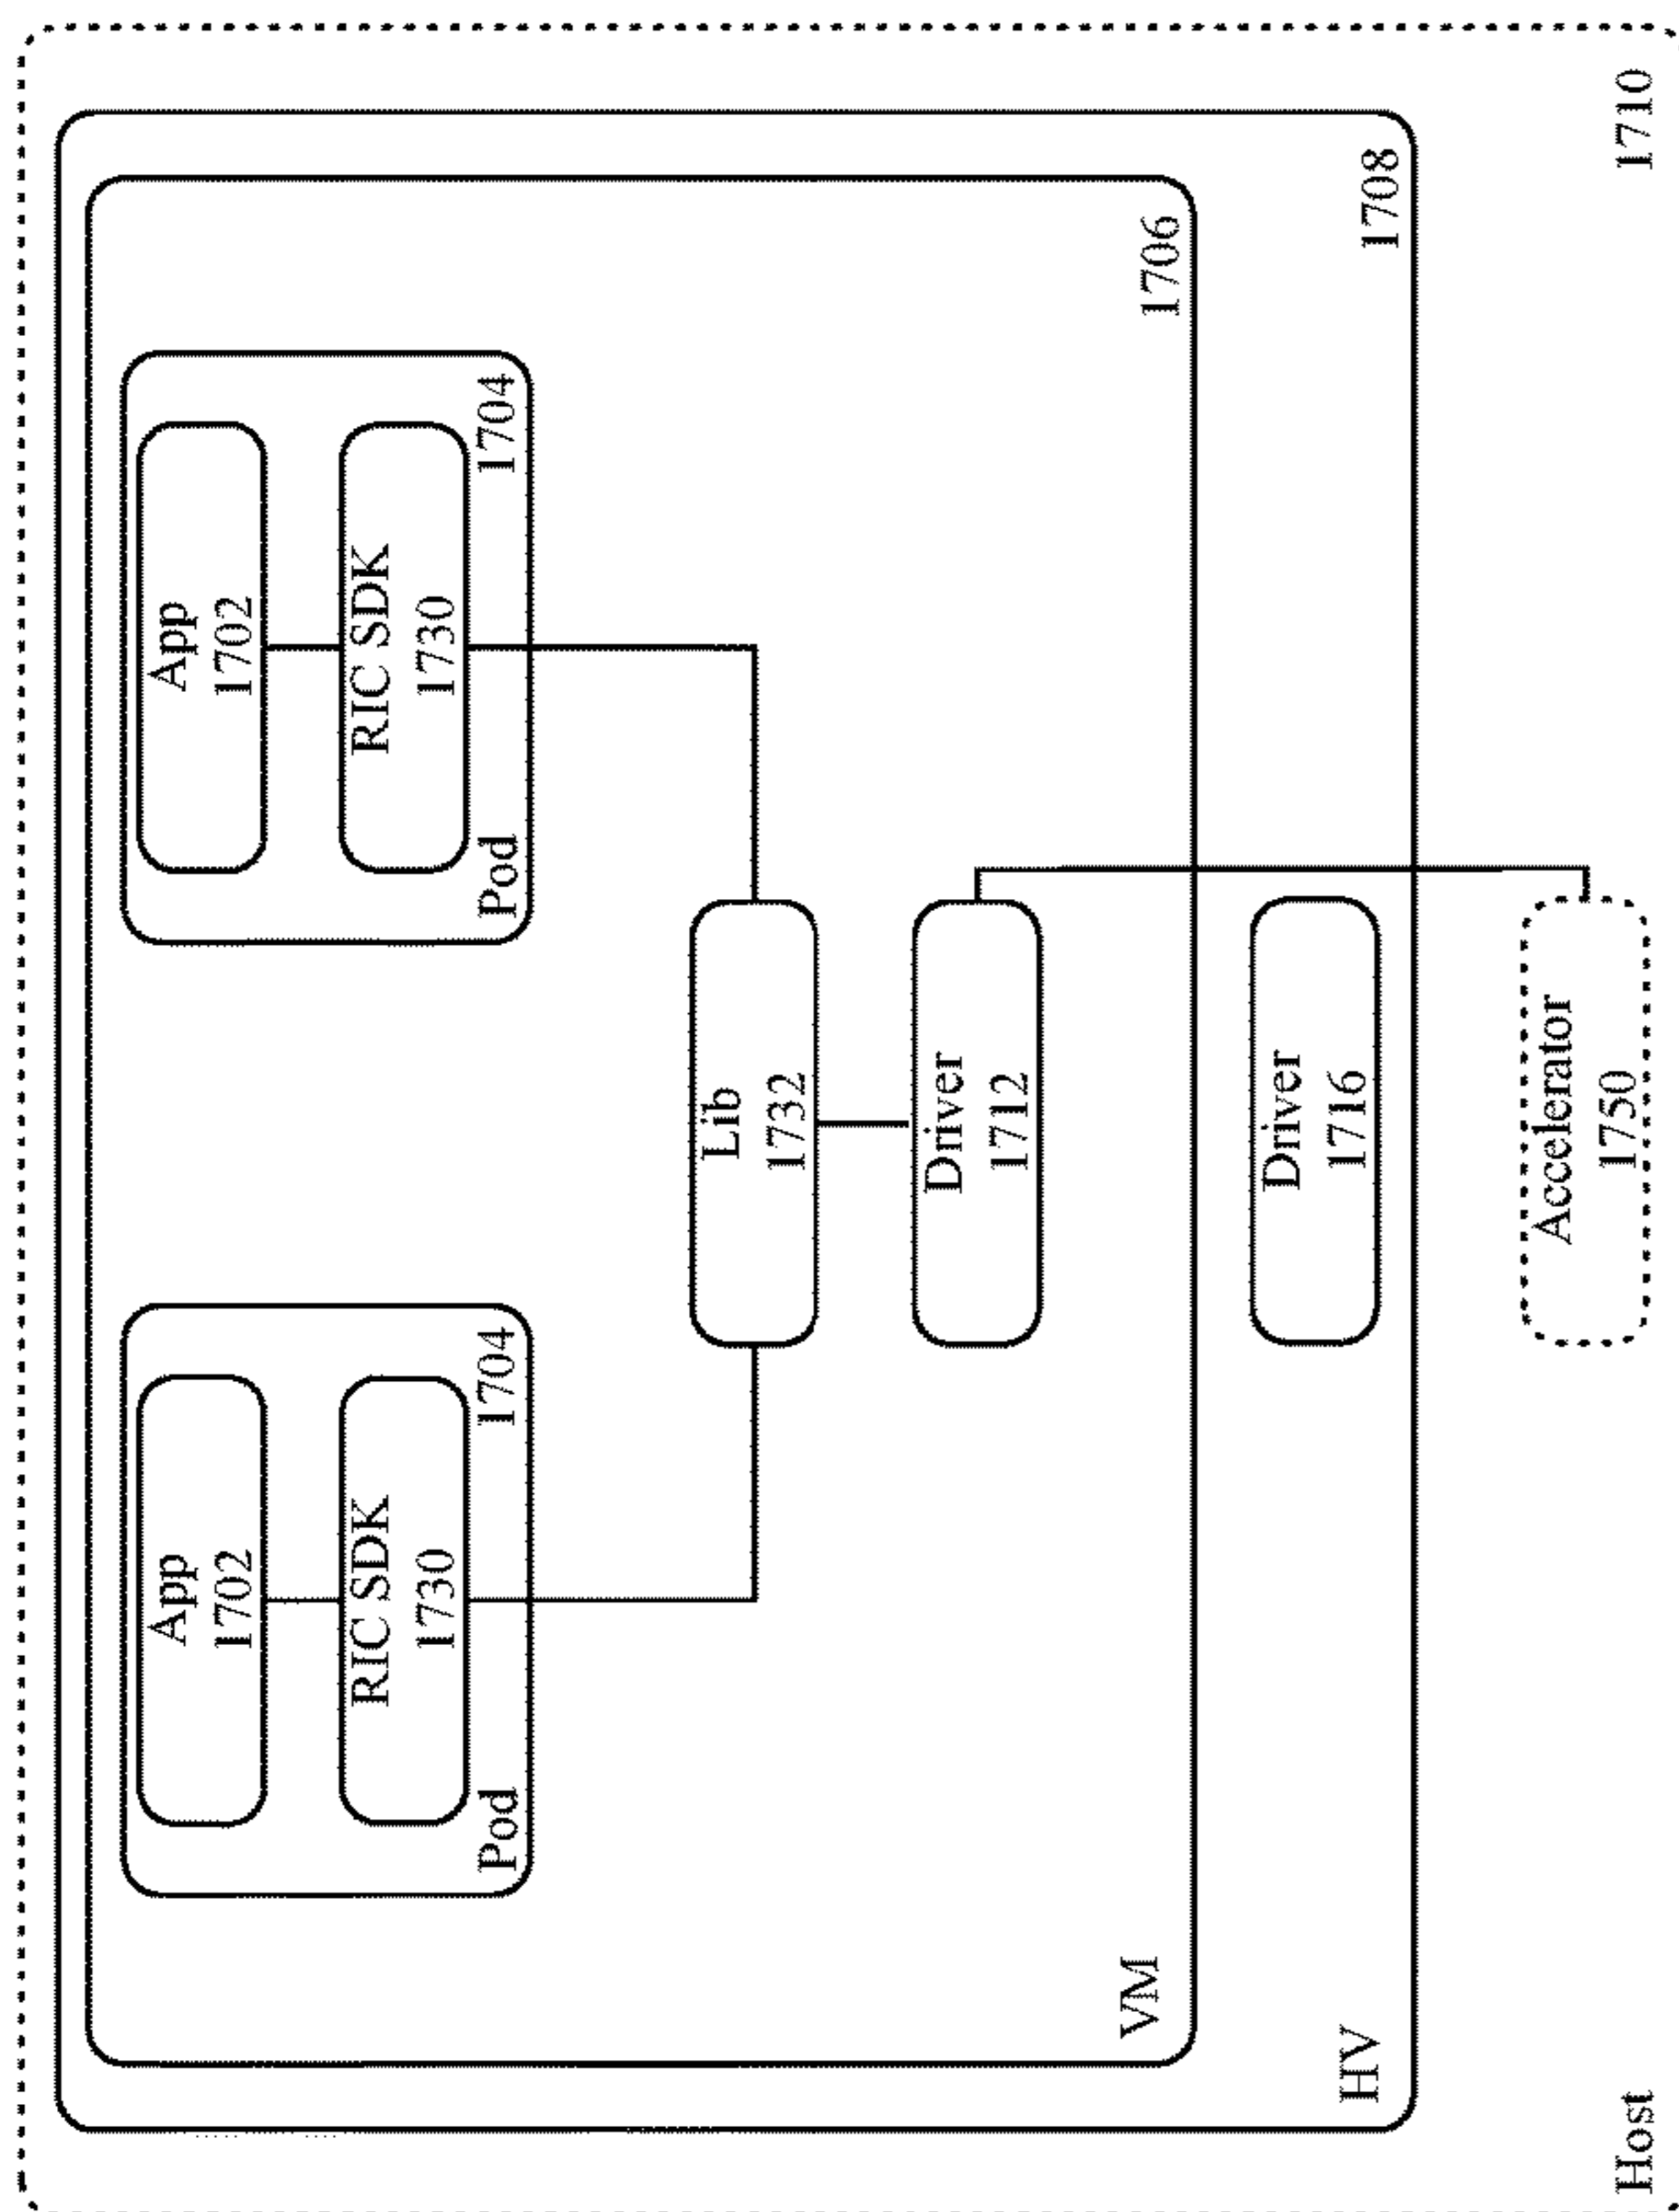 App
1702
App
1702
RIC SDK
1730
RIC SDK
1730
Pod 1704
Pod 1704
Lib
1732
Driver
1712
VM 1706
Driver
1716
HV 1708
Accelerator
1750
Host 1710